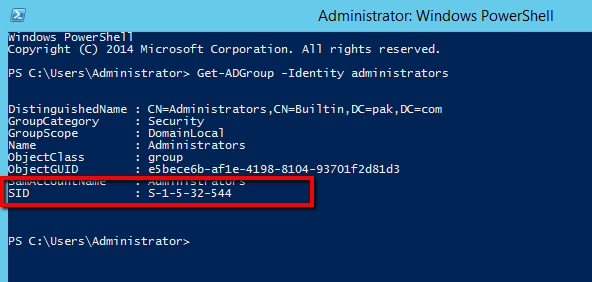 Administrator: Windows PowerShell
Windows PowerShell
Copyright (C) 2014 Microsoft Corporation. All rights reserved.
PS C:\Users\Administrator> Get-ADGroup -Identity administrators
DistinguishedName : CN=Administrators,CN=Builtin,DC=pak,DC=com
GroupCategory : Security
GroupScope : DomainLocal
Name : Administrators
ObjectClass : group
ObjectGUID : e5bece6b-af1e-4198-8104-93701f2d81d3
SamAccountName : Administrators
SID : S-1-5-32-544
PS C:\Users\Administrator>